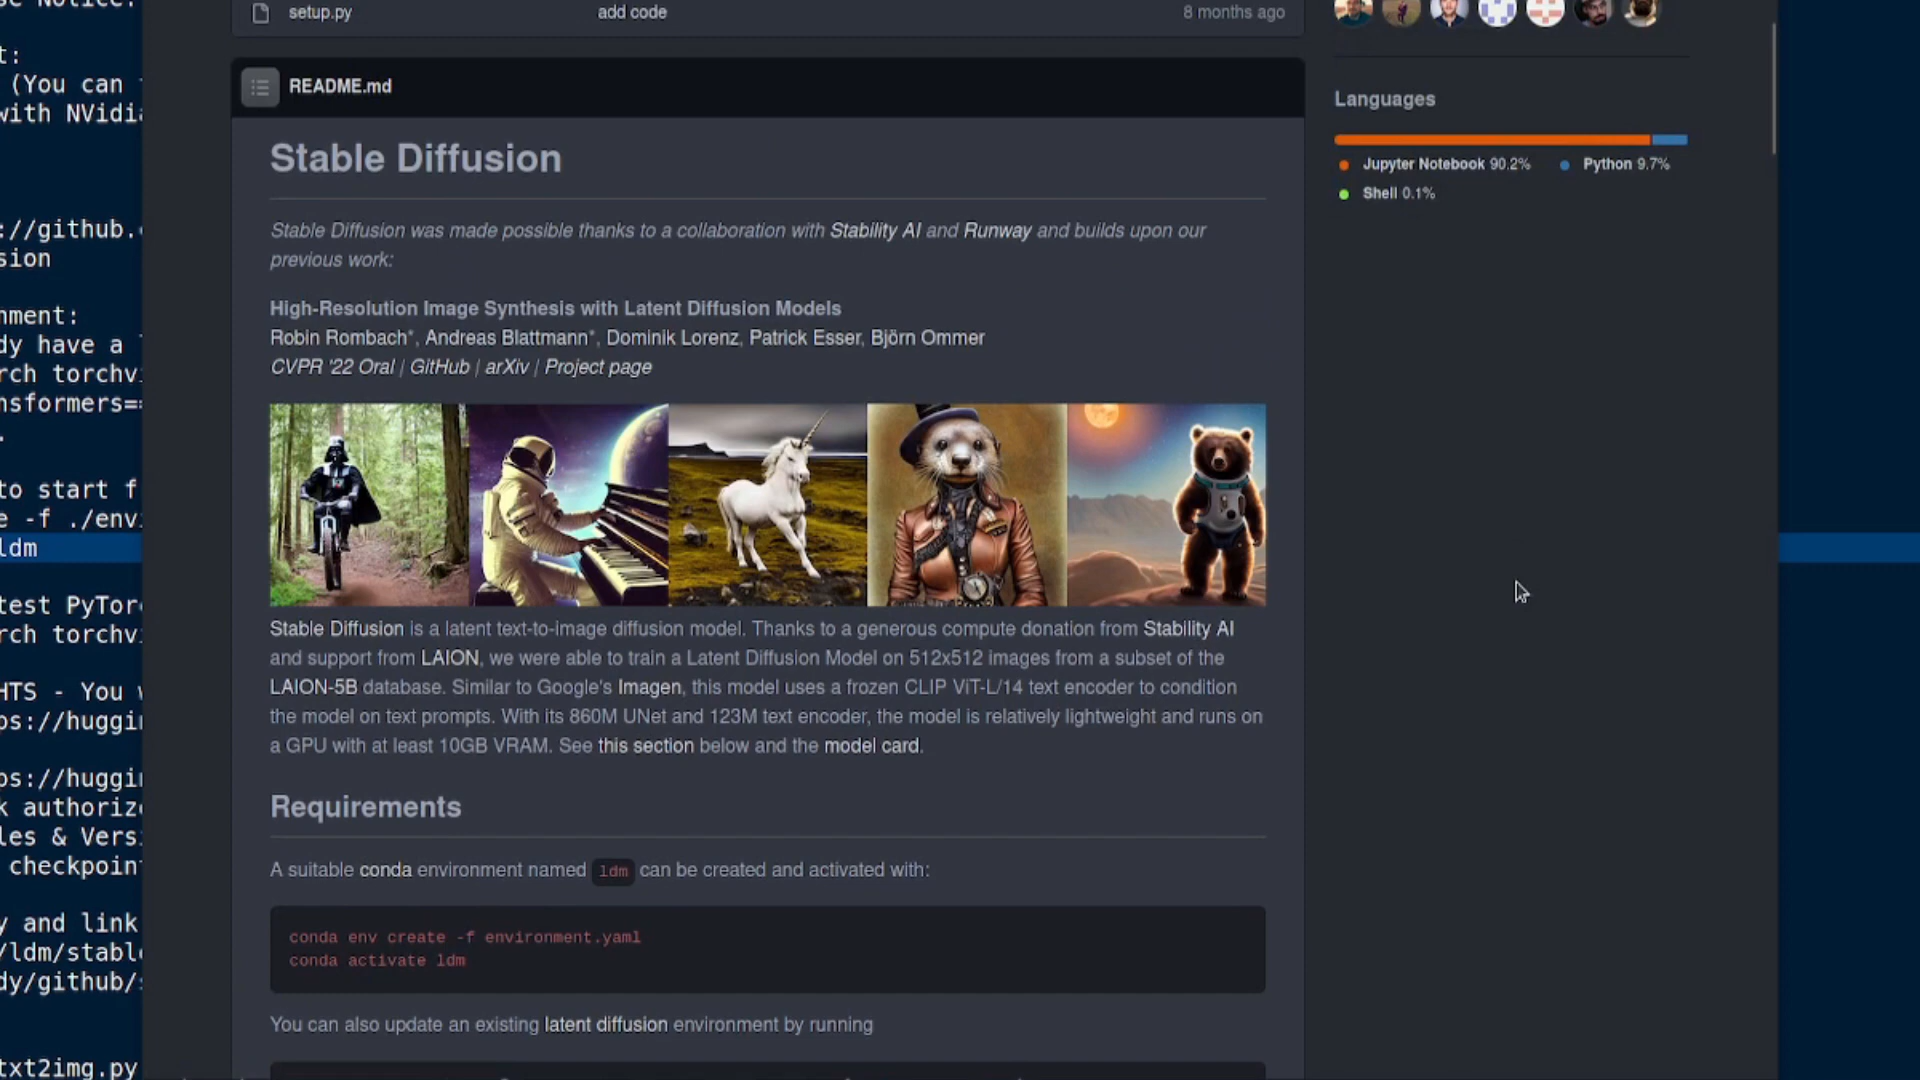 setup.py add code 8 months ago
README.md
Stable Diffusion
Stable Diffusion was made possible thanks to a collaboration with Stability AI and Runway and builds upon our
previous work:
High-Resolution Image Synthesis with Latent Diffusion Models
Robin Rombach*, Andreas Blattmann*, Dominik Lorenz, Patrick Esser, Björn Ommer
CVPR '22 Oral | GitHub | arXiv | Project page
Stable Diffusion is a latent text-to-image diffusion model. Thanks to a generous compute donation from Stability AI
and support from LAION, we were able to train a Latent Diffusion Model on 512x512 images from a subset of the
LAION-5B database. Similar to Google's Imagen, this model uses a frozen CLIP ViT-L/14 text encoder to condition
the model on text prompts. With its 860M UNet and 123M text encoder, the model is relatively lightweight and runs on
a GPU with at least 10GB VRAM. See this section below and the model card.
Requirements
A suitable conda environment named ldm can be created and activated with:
conda env create -f environment.yaml
conda activate ldm
You can also update an existing latent diffusion environment by running
Languages
Jupyter Notebook 90.2% Python 9.7%
Shell 0.1%
t:
(You can
with NVidi
://github.
sion
nment:
dy have a
rch torchv
nsformers==
.
to start f
e -f ./env
ldm
test PyTor
rch torchv
HTS - You
ps://huggi
ps://huggi
k authoriz
les & Vers
checkpoin
y and link
/ldm/stabl
dy/github/
txt2img.py